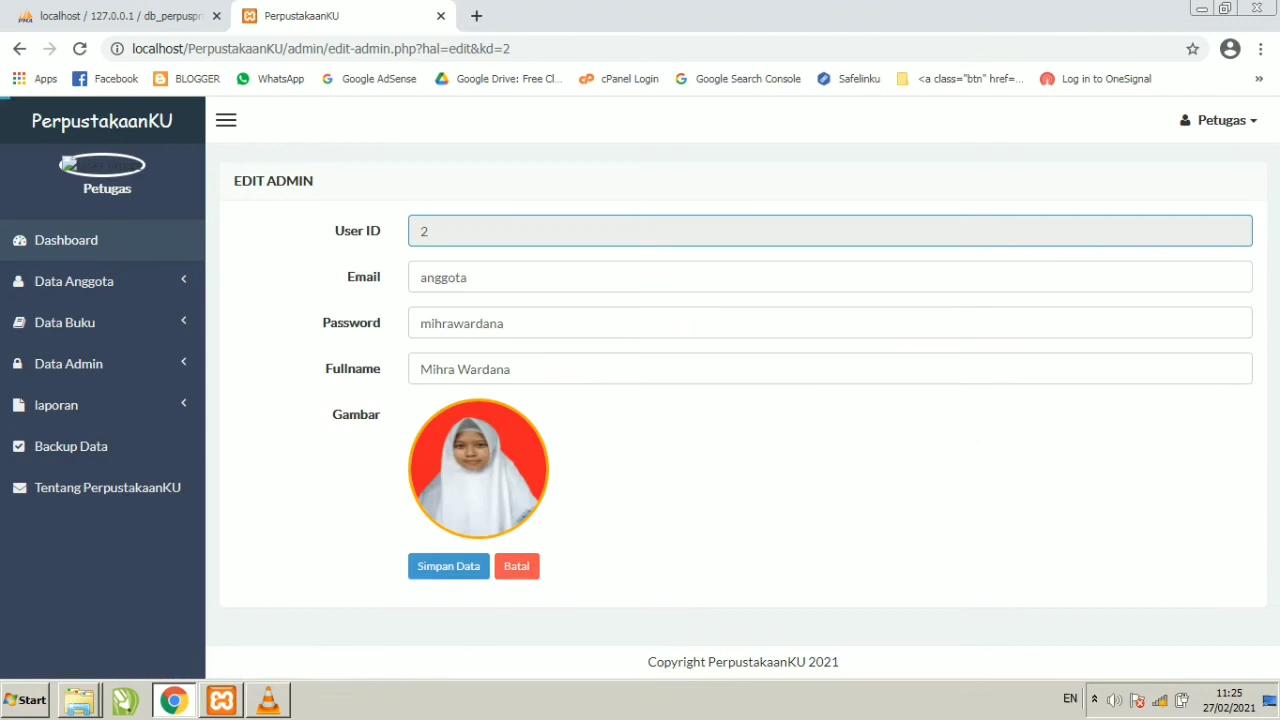 localhost / 127.0.0.1 / db_perpuspr
PerpustakaanKU
localhost/PerpustakaanKU/admin/edit-admin.php?hal=edit&kd=2
Apps Facebook BLOGGER WhatsApp Google AdSense Google Drive: Free Cl... cPanel Login Google Search Console Safelinku <a class="btn" href=... Log in to OneSignal »
PerpustakaanKU
Petugas
Petugas
Dashboard
Data Anggota
Data Buku
Data Admin
laporan
Backup Data
Tentang PerpustakaanKU
EDIT ADMIN
User ID 2
Email anggota
Password mihrawardana
Fullname Mihra Wardana
Gambar
Simpan Data Batal
Copyright PerpustakaanKU 2021
Start
EN
11:25
27/02/2021